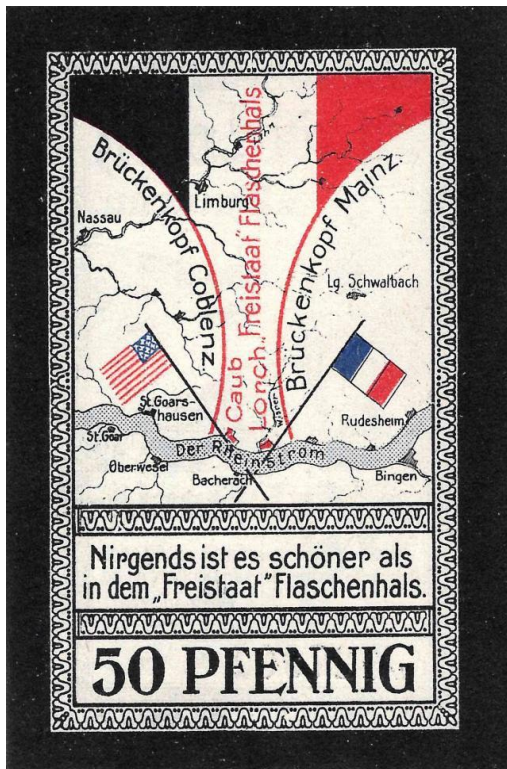 Brückenkopf Coblenz
Caub
Lorch „Freistaat" Flaschenhals
Brückenkopf Mainz
Limburg
Nassau
Lg. Schwalbach
St. Goars-
hausen
St. Goar
Oberwesel
Bacherach
Der Rheinstrom
Rudesheim
Bingen
Nirgends ist es schöner als
in dem „Freistaat" Flaschenhals.
50 PFENNIG